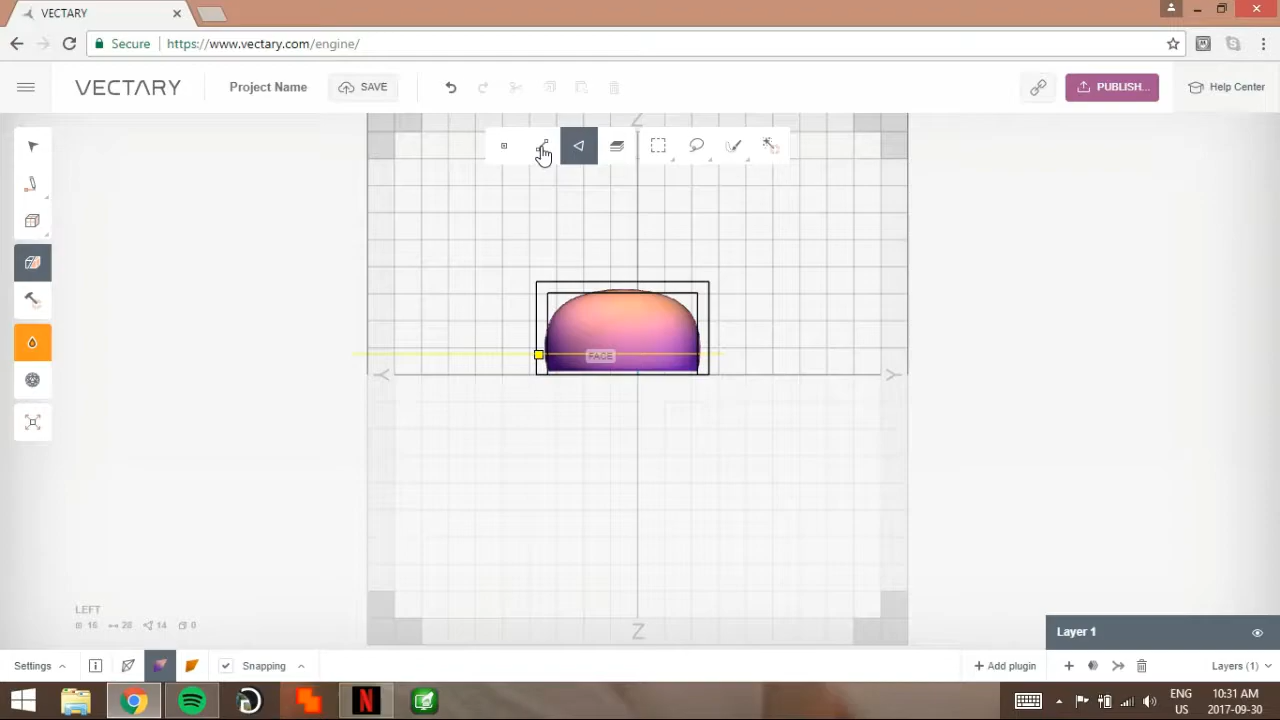 VECTARY
Secure https://www.vectary.com/engine/
VECTARY Project Name SAVE PUBLISH... Help Center
Z
FACE
Y Y
Z
LEFT
16 28 14 0
Layer 1
Settings Snapping Add plugin Layers (1)
ENG 10:31 AM
US 2017-09-30